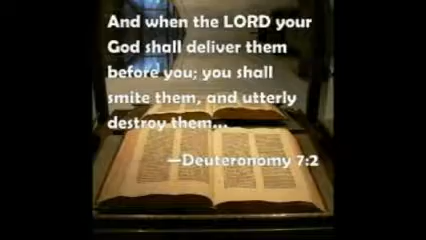 And when the LORD your
God shall deliver them
before you; you shall
smite them, and utterly
destroy them...
—Deuteronomy 7:2